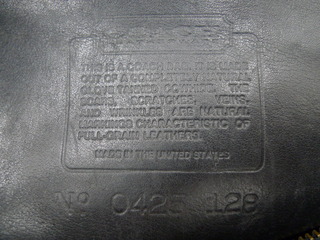 THIS IS A COACH BAG. IT IS MADE
OUT OF A COMPLETELY NATURAL
GLOVE TANNED COWHIDE. THE
SCARS, SCRATCHES, VEINS,
AND WRINKLES ARE NATURAL
MARKINGS CHARACTERISTIC OF
FULL-GRAIN LEATHERS.
MADE IN THE UNITED STATES
Nº 0425 128